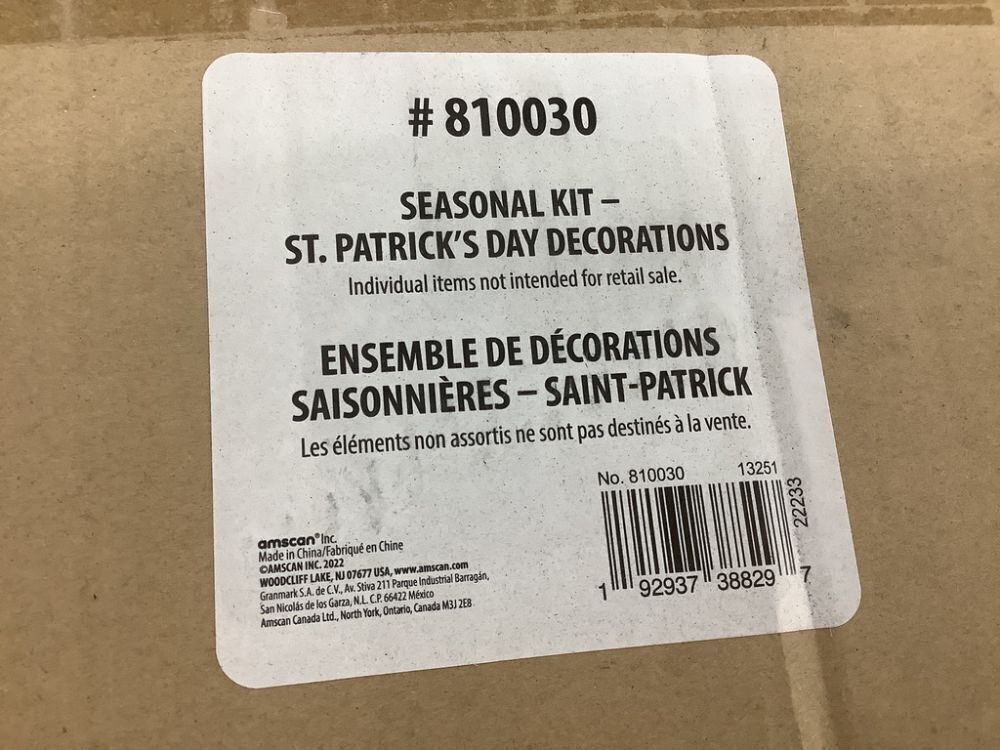 # 810030
SEASONAL KIT –
ST. PATRICK'S DAY DECORATIONS
Individual items not intended for retail sale.
ENSEMBLE DE DÉCORATIONS
SAISONNIÈRES – SAINT-PATRICK
Les éléments non assortis ne sont pas destinés à la vente.
No. 810030 13251
22233
1 92937 38829 7
amscan® Inc.
Made in China/Fabriqué en Chine
©AMSCAN INC. 2022
WOODCLIFF LAKE, NJ 07677 USA, www.amscan.com
Granmark S.A. de C.V., Av. Stiva 211 Parque Industrial Barragán,
San Nicolás de los Garza, N.L. C.P. 66422 México
Amscan Canada Ltd., North York, Ontario, Canada M3J 2E8